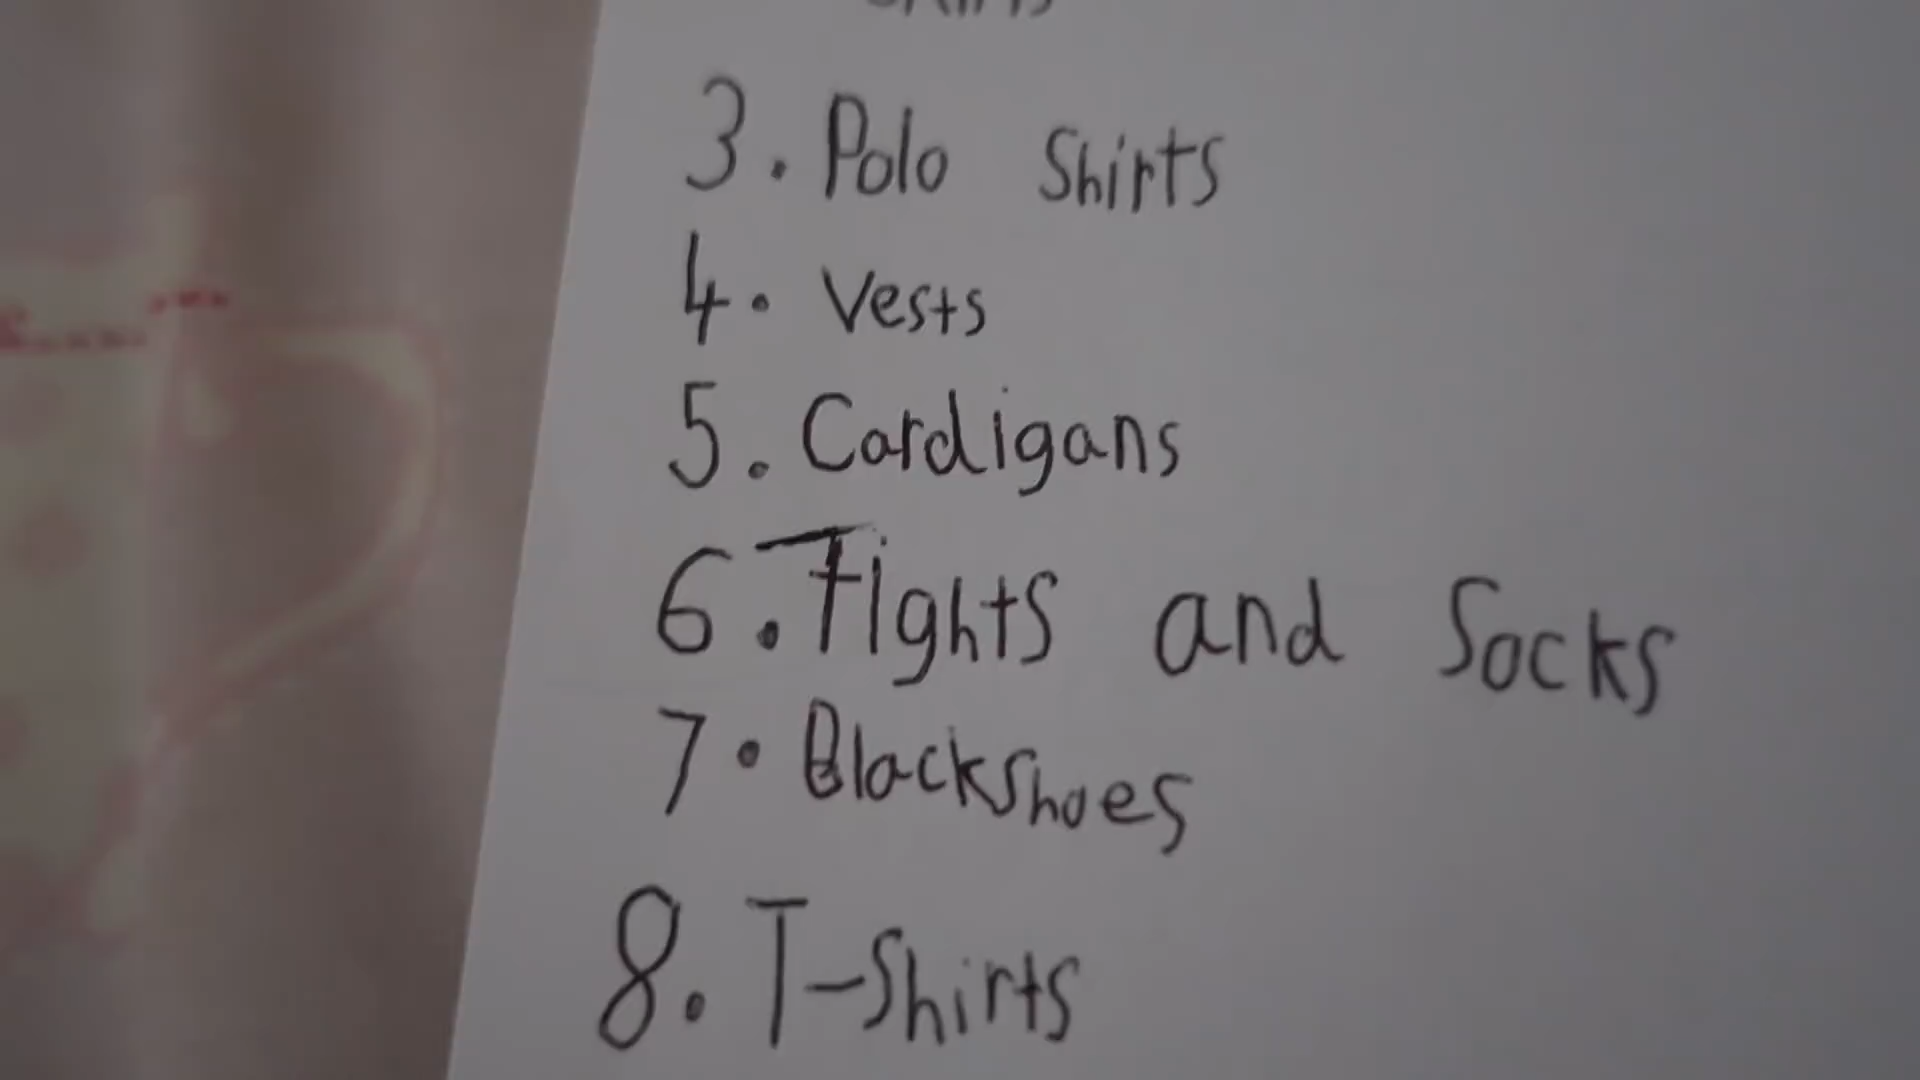 3. Polo Shirts
4. Vests
5. Cardigans
6. Tights and Socks
7. Blackshoes
8. T-Shirts